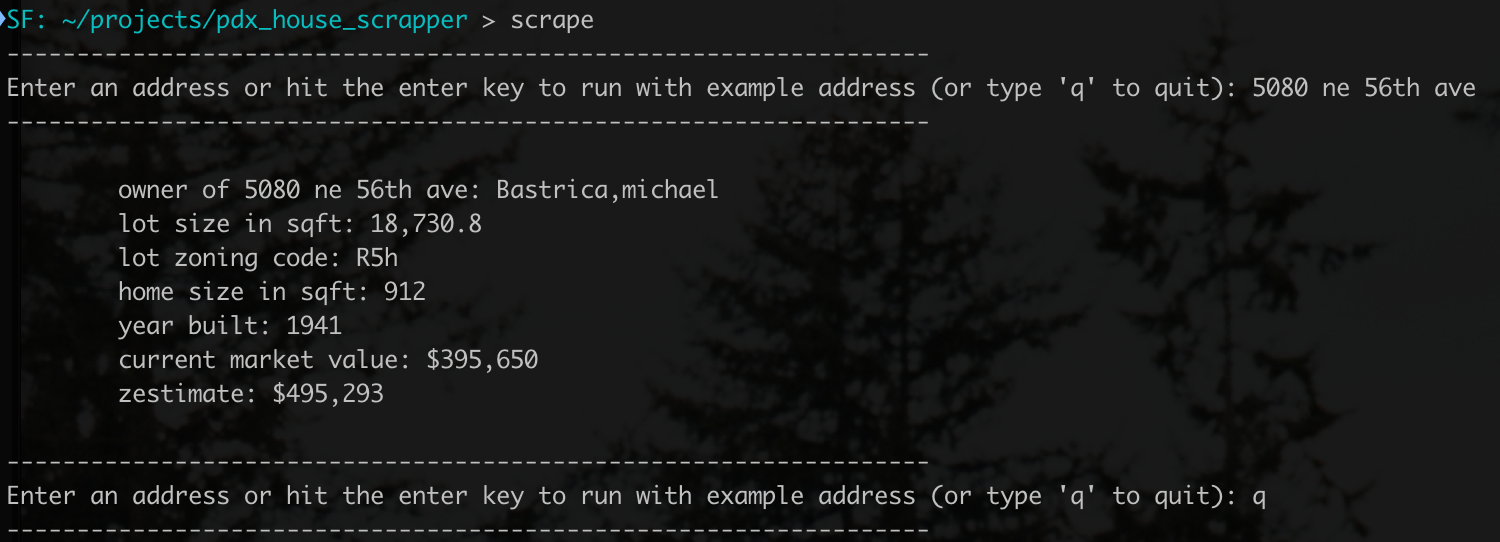 SF: ~/projects/pdx_house_scrapper > scrape
------------------------------------------------------------------
Enter an address or hit the enter key to run with example address (or type 'q' to quit): 5080 ne 56th ave
------------------------------------------------------------------
owner of 5080 ne 56th ave: Bastrica,michael
lot size in sqft: 18,730.8
lot zoning code: R5h
home size in sqft: 912
year built: 1941
current market value: $395,650
zestimate: $495,293
------------------------------------------------------------------
Enter an address or hit the enter key to run with example address (or type 'q' to quit): q
------------------------------------------------------------------